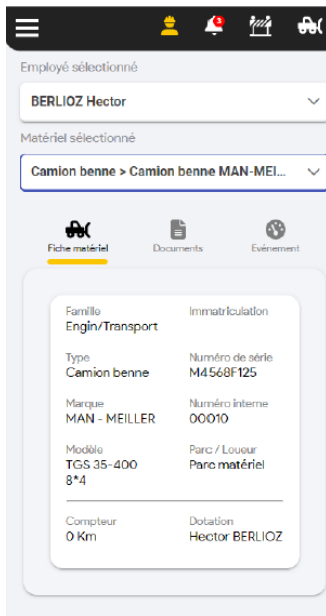 3
Employé sélectionné
BERLIOZ Hector
Matériel sélectionné
Camion benne > Camion benne MAN-MEI...
Fiche matériel
Documents
Evénement
Famille
Engin/Transport
Immatriculation
Type
Camion benne
Numéro de série
M4568F125
Marque
MAN - MEILLER
Numéro interne
00010
Modèle
TGS 35-400
8*4
Parc / Loueur
Parc matériel
Compteur
0 Km
Dotation
Hector BERLIOZ